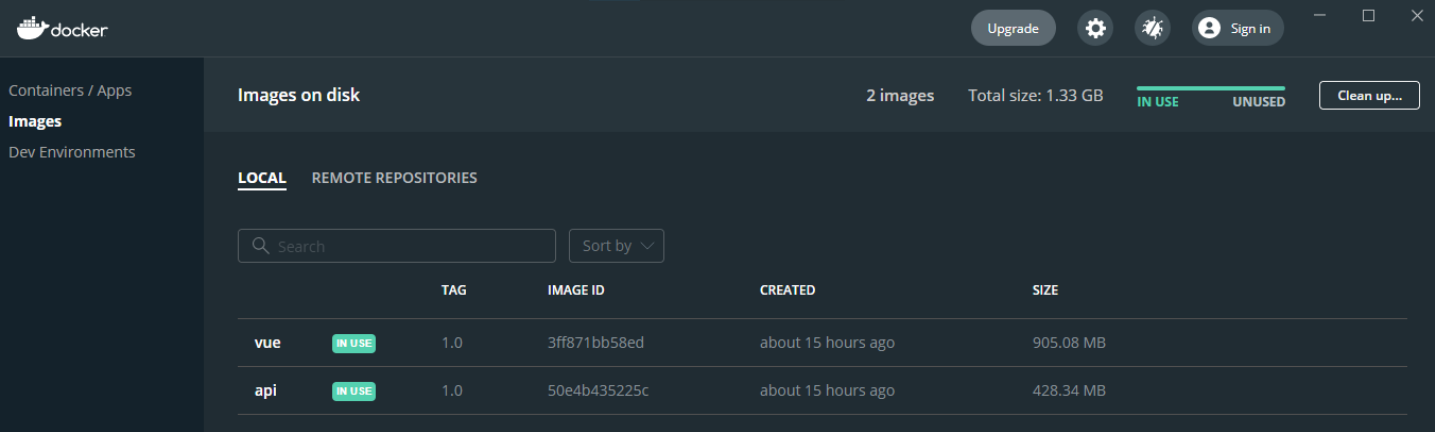 docker
Upgrade
Sign in
Containers / Apps
Images
Dev Environments
Images on disk
2 images
Total size: 1.33 GB
IN USE
UNUSED
Clean up...
LOCAL
REMOTE REPOSITORIES
Search
Sort by
TAG IMAGE ID CREATED SIZE
vue IN USE 1.0 3ff871bb58ed about 15 hours ago 905.08 MB
api IN USE 1.0 50e4b435225c about 15 hours ago 428.34 MB